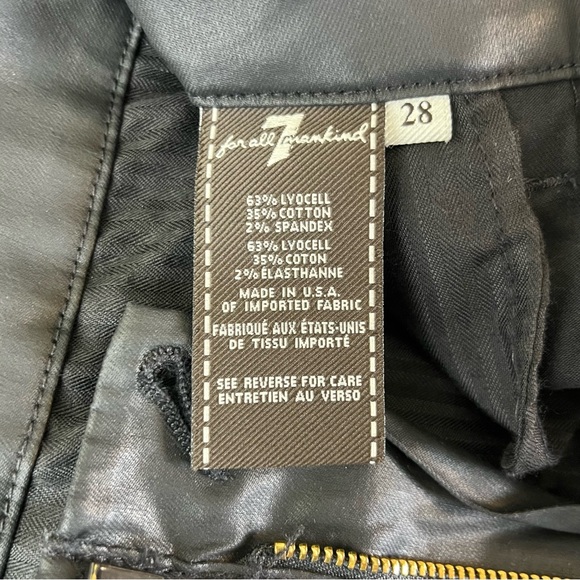 for all 7 mankind
28
63% LYOCELL
35% COTTON
2% SPANDEX
63% LYOCELL
35% COTON
2% ÉLASTHANNE
MADE IN U.S.A.
OF IMPORTED FABRIC
FABRIQUÉ AUX ÉTATS-UNIS
DE TISSU IMPORTÉ
SEE REVERSE FOR CARE
ENTRETIEN AU VERSO